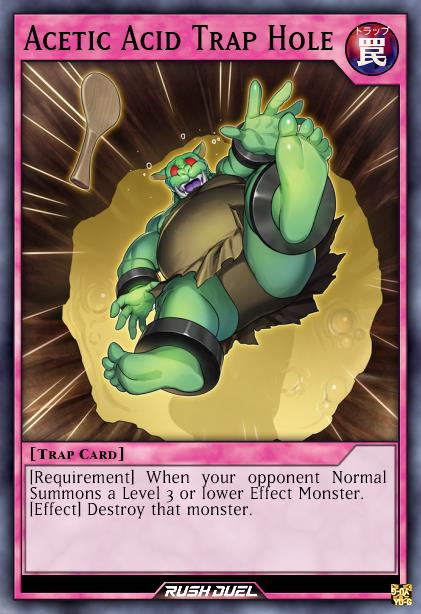 Acetic Acid Trap Hole
トラップ
罠
[Trap Card]
[Requirement] When your opponent Normal
Summons a Level 3 or lower Effect Monster.
[Effect] Destroy that monster.
RUSH DUEL